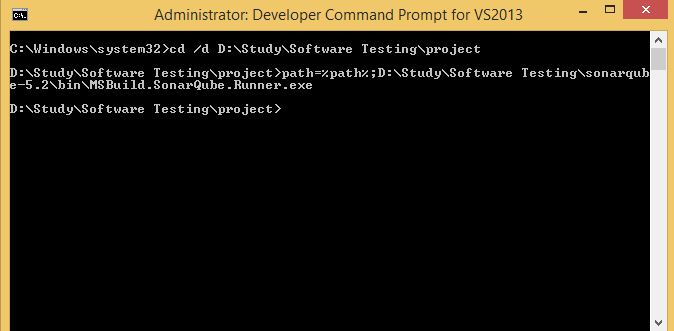 Administrator: Developer Command Prompt for VS2013
C:\Windows\system32>cd /d D:\Study\Software Testing\project
D:\Study\Software Testing\project>path=%path%;D:\Study\Software Testing\sonarqub
e-5.2\bin\MSBuild.SonarQube.Runner.exe
D:\Study\Software Testing\project>